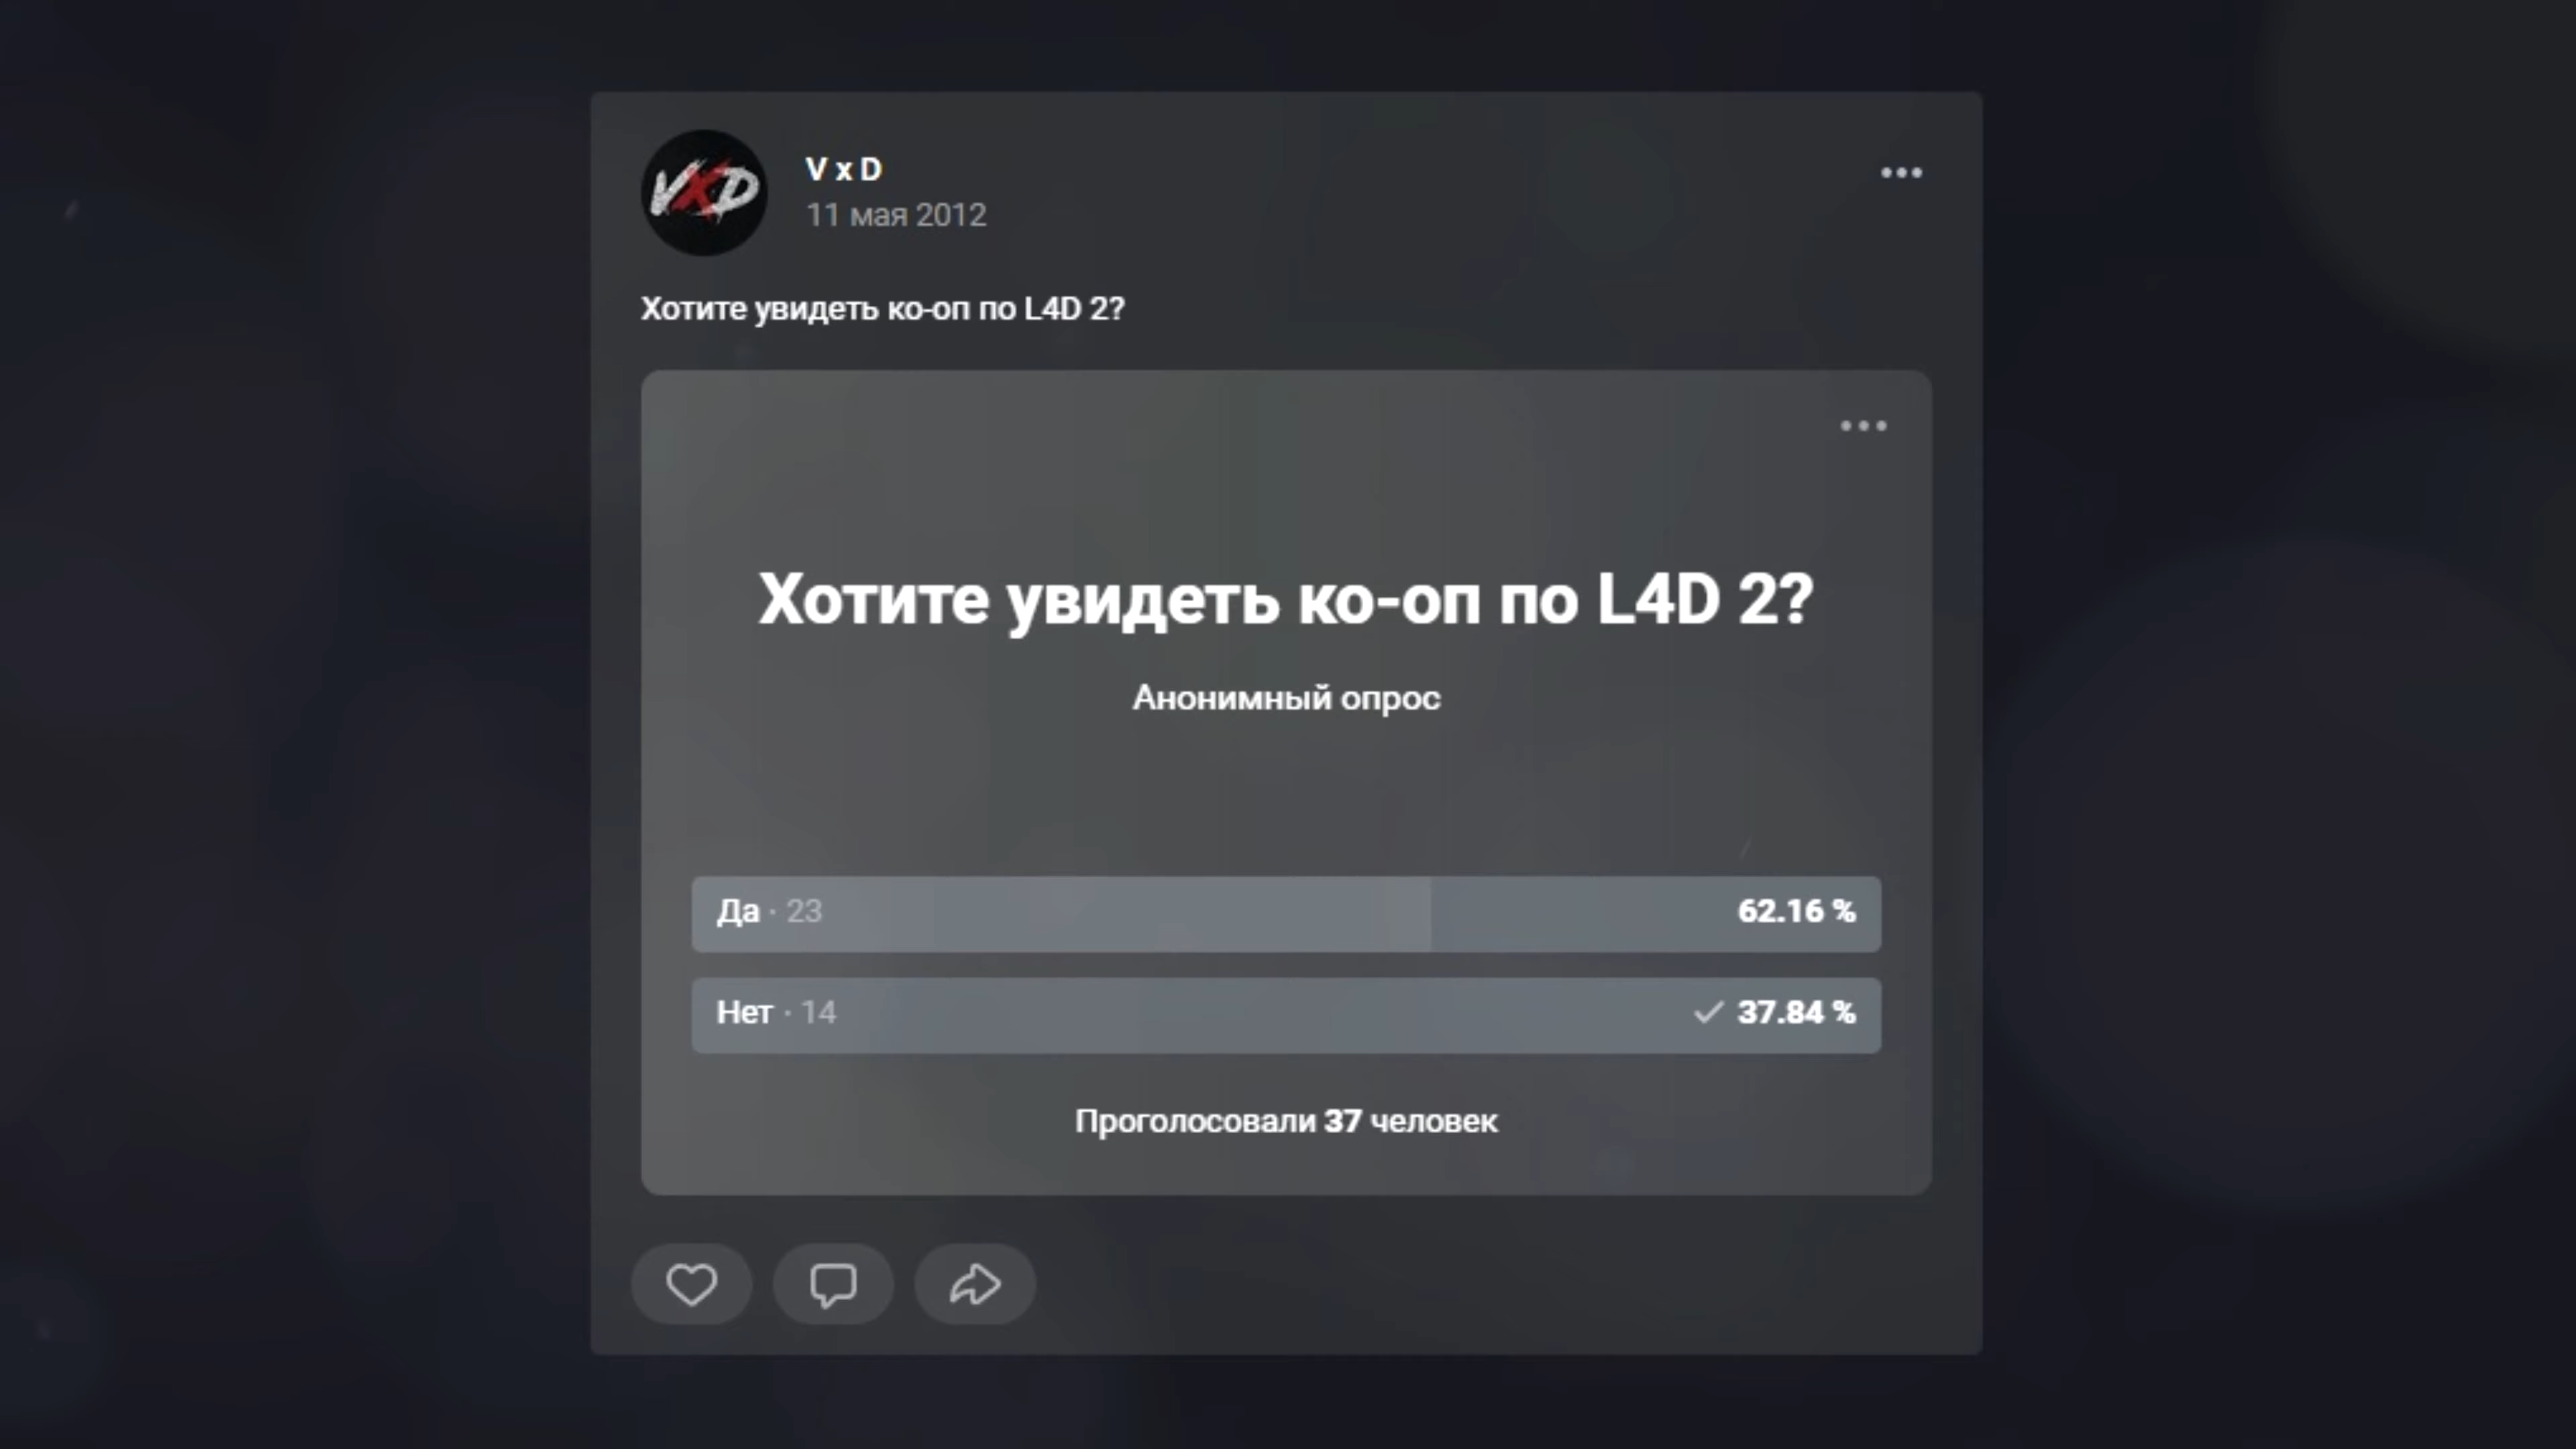 VXD
V x D
11 мая 2012
Хотите увидеть ко-оп по L4D 2?
Хотите увидеть ко-оп по L4D 2?
Анонимный опрос
Да · 23 62.16 %
Нет · 14 37.84 %
Проголосовали 37 человек